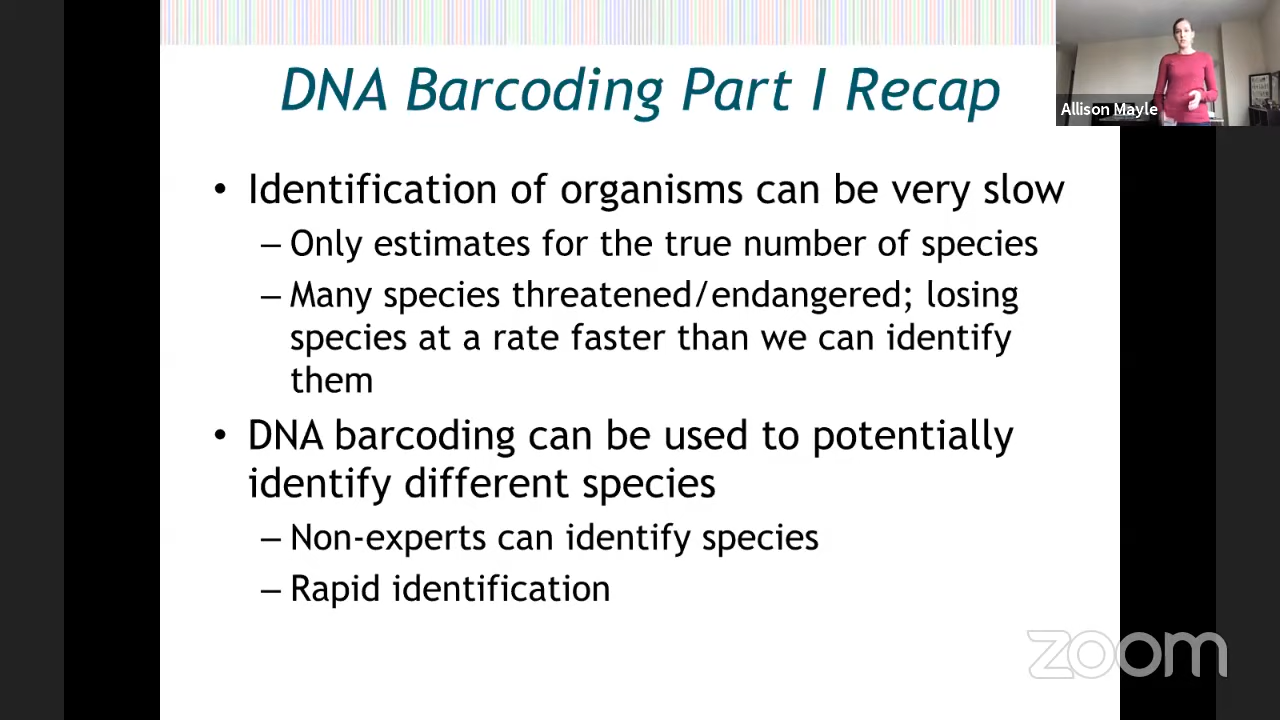 DNA Barcoding Part I Recap
Allison Mayle
• Identification of organisms can be very slow
– Only estimates for the true number of species
– Many species threatened/endangered; losing
species at a rate faster than we can identify
them
• DNA barcoding can be used to potentially
identify different species
– Non-experts can identify species
– Rapid identification
zoom